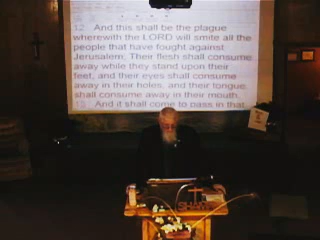 12 And this shall be the plague
wherewith the LORD will smite all the
people that have fought against
Jerusalem; Their flesh shall consume
away while they stand upon their
feet, and their eyes shall consume
away in their holes, and their tongue
shall consume away in their mouth.
13 And it shall come to pass in that